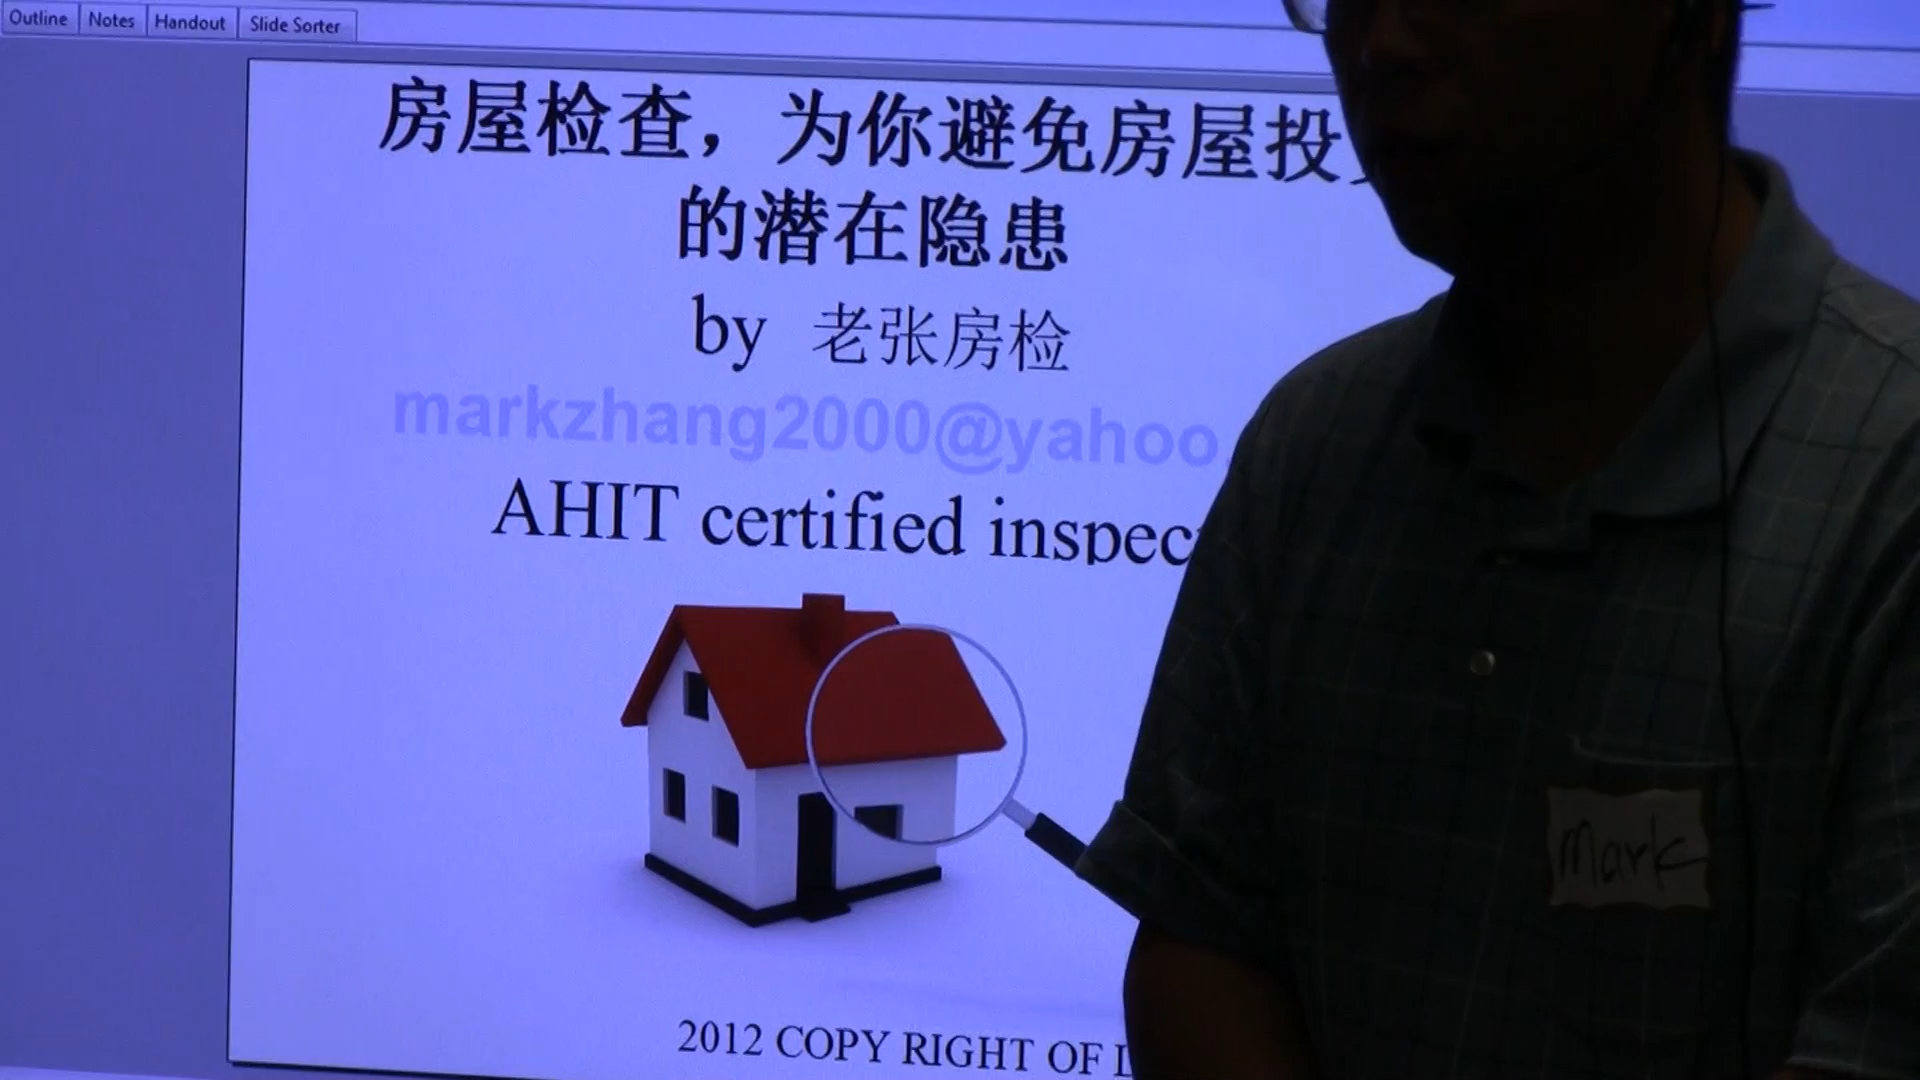 Outline Notes Handout Slide Sorter
房屋检查，为你避免房屋投
的潜在隐患
by 老张房检
markzhang2000@yahoo.
AHIT certified inspec
2012 COPY RIGHT OF L
Mark